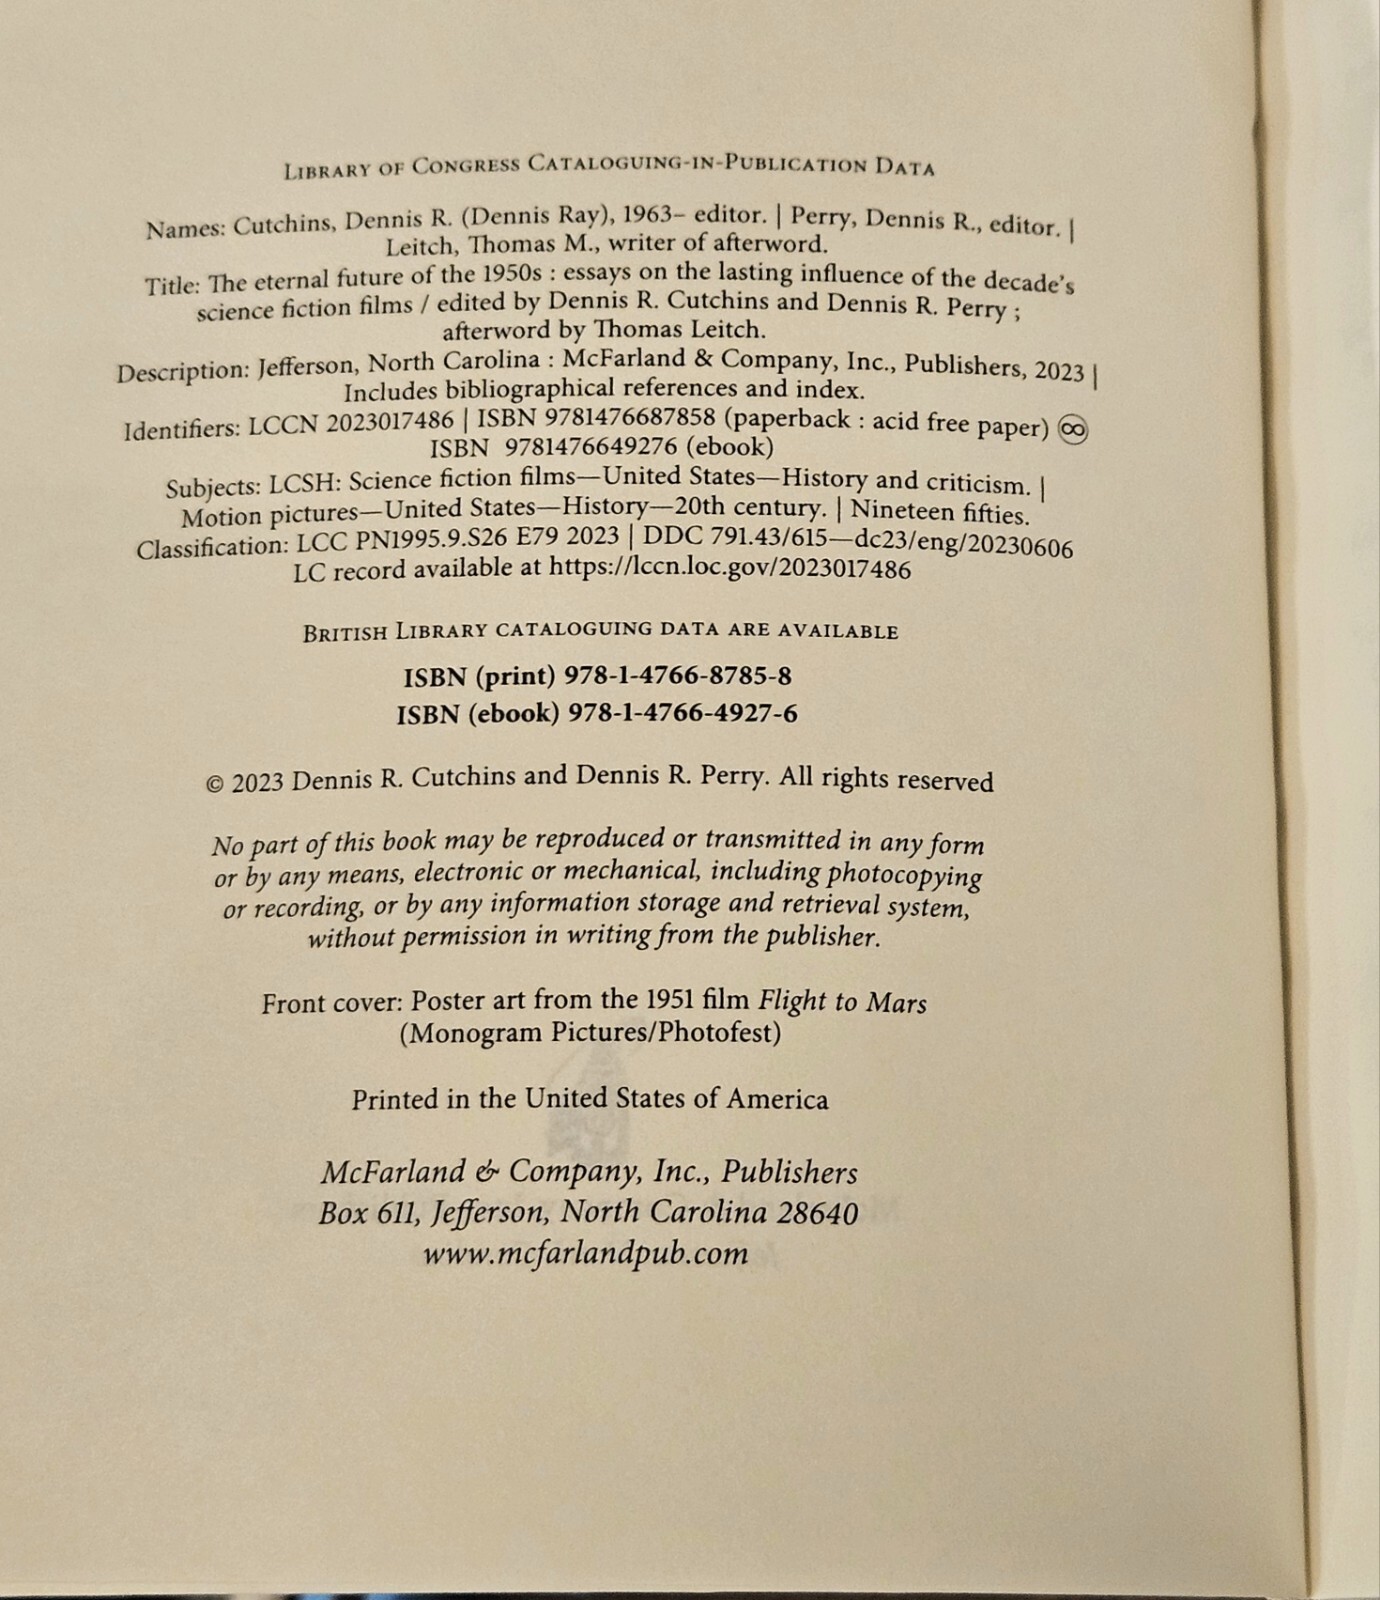 Library of Congress Cataloguing-in-Publication Data
Names: Cutchins, Dennis R. (Dennis Ray), 1963– editor. | Perry, Dennis R., editor. |
Leitch, Thomas M., writer of afterword.
Title: The eternal future of the 1950s : essays on the lasting influence of the decade's
science fiction films / edited by Dennis R. Cutchins and Dennis R. Perry ;
afterword by Thomas Leitch.
Description: Jefferson, North Carolina : McFarland & Company, Inc., Publishers, 2023 |
Includes bibliographical references and index.
Identifiers: LCCN 2023017486 | ISBN 9781476687858 (paperback : acid free paper) ♾
ISBN 9781476649276 (ebook)
Subjects: LCSH: Science fiction films—United States—History and criticism. |
Motion pictures—United States—History—20th century. | Nineteen fifties.
Classification: LCC PN1995.9.S26 E79 2023 | DDC 791.43/615—dc23/eng/20230606
LC record available at https://lccn.loc.gov/2023017486
British Library cataloguing data are available
ISBN (print) 978-1-4766-8785-8
ISBN (ebook) 978-1-4766-4927-6
© 2023 Dennis R. Cutchins and Dennis R. Perry. All rights reserved
No part of this book may be reproduced or transmitted in any form
or by any means, electronic or mechanical, including photocopying
or recording, or by any information storage and retrieval system,
without permission in writing from the publisher.
Front cover: Poster art from the 1951 film Flight to Mars
(Monogram Pictures/Photofest)
Printed in the United States of America
McFarland & Company, Inc., Publishers
Box 611, Jefferson, North Carolina 28640
www.mcfarlandpub.com